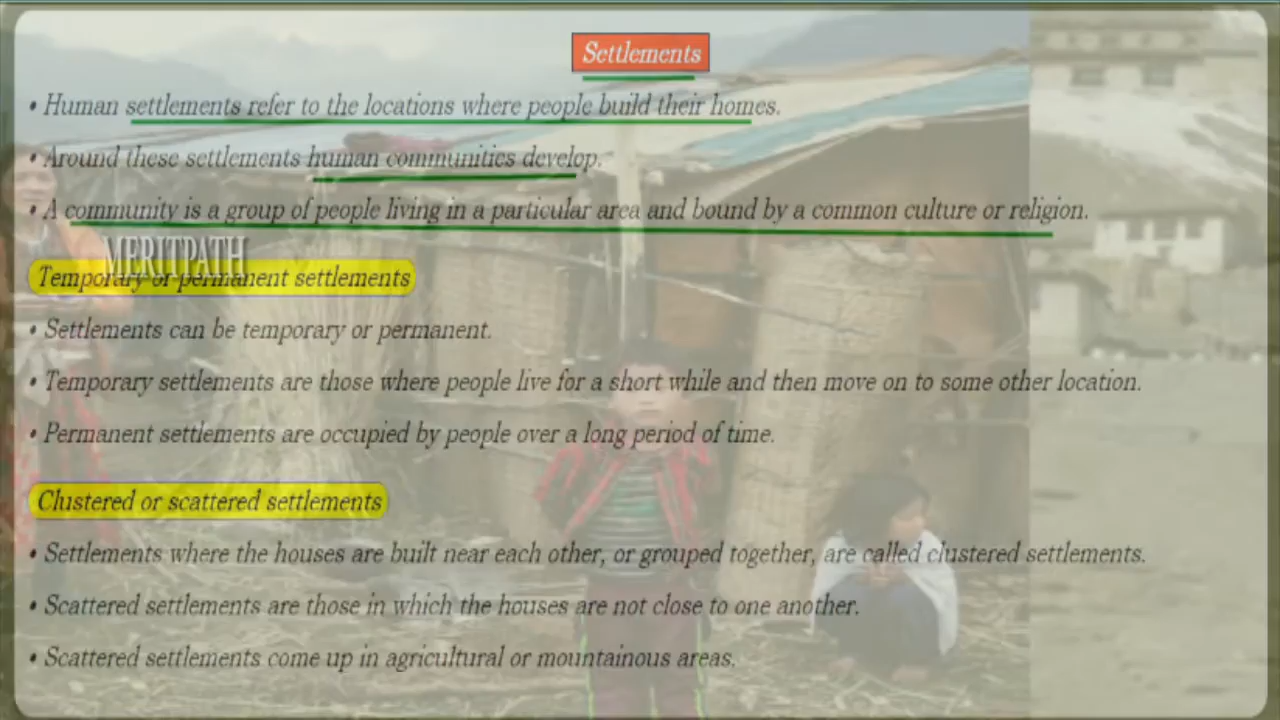 Settlements
• Human settlements refer to the locations where people build their homes.
• Around these settlements human communities develop.
• A community is a group of people living in a particular area and bound by a common culture or religion.
MERITPATH
Temporary or permanent settlements
• Settlements can be temporary or permanent.
• Temporary settlements are those where people live for a short while and then move on to some other location.
• Permanent settlements are occupied by people over a long period of time.
Clustered or scattered settlements
• Settlements where the houses are built near each other, or grouped together, are called clustered settlements.
• Scattered settlements are those in which the houses are not close to one another.
• Scattered settlements come up in agricultural or mountainous areas.